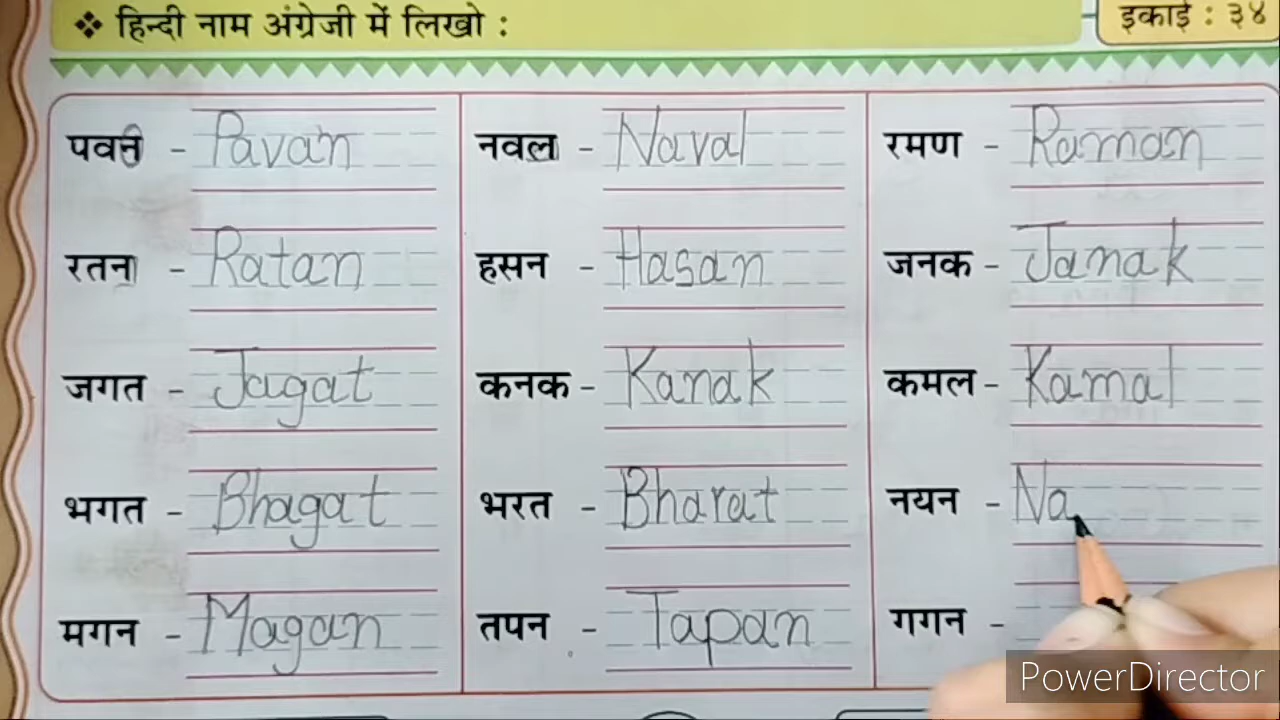 ❖ हिन्दी नाम अंग्रेजी में लिखो :
इकाई : ३४
पवन - Pavan
नवल - Naval
रमण - Raman
रतन - Ratan
हसन - Hasan
जनक - Janak
जगत - Jagat
कनक - Kanak
कमल - Kamal
भगत - Bhagat
भरत - Bharat
नयन - Na
मगन - Magan
तपन - Tapan
गगन -
PowerDirector